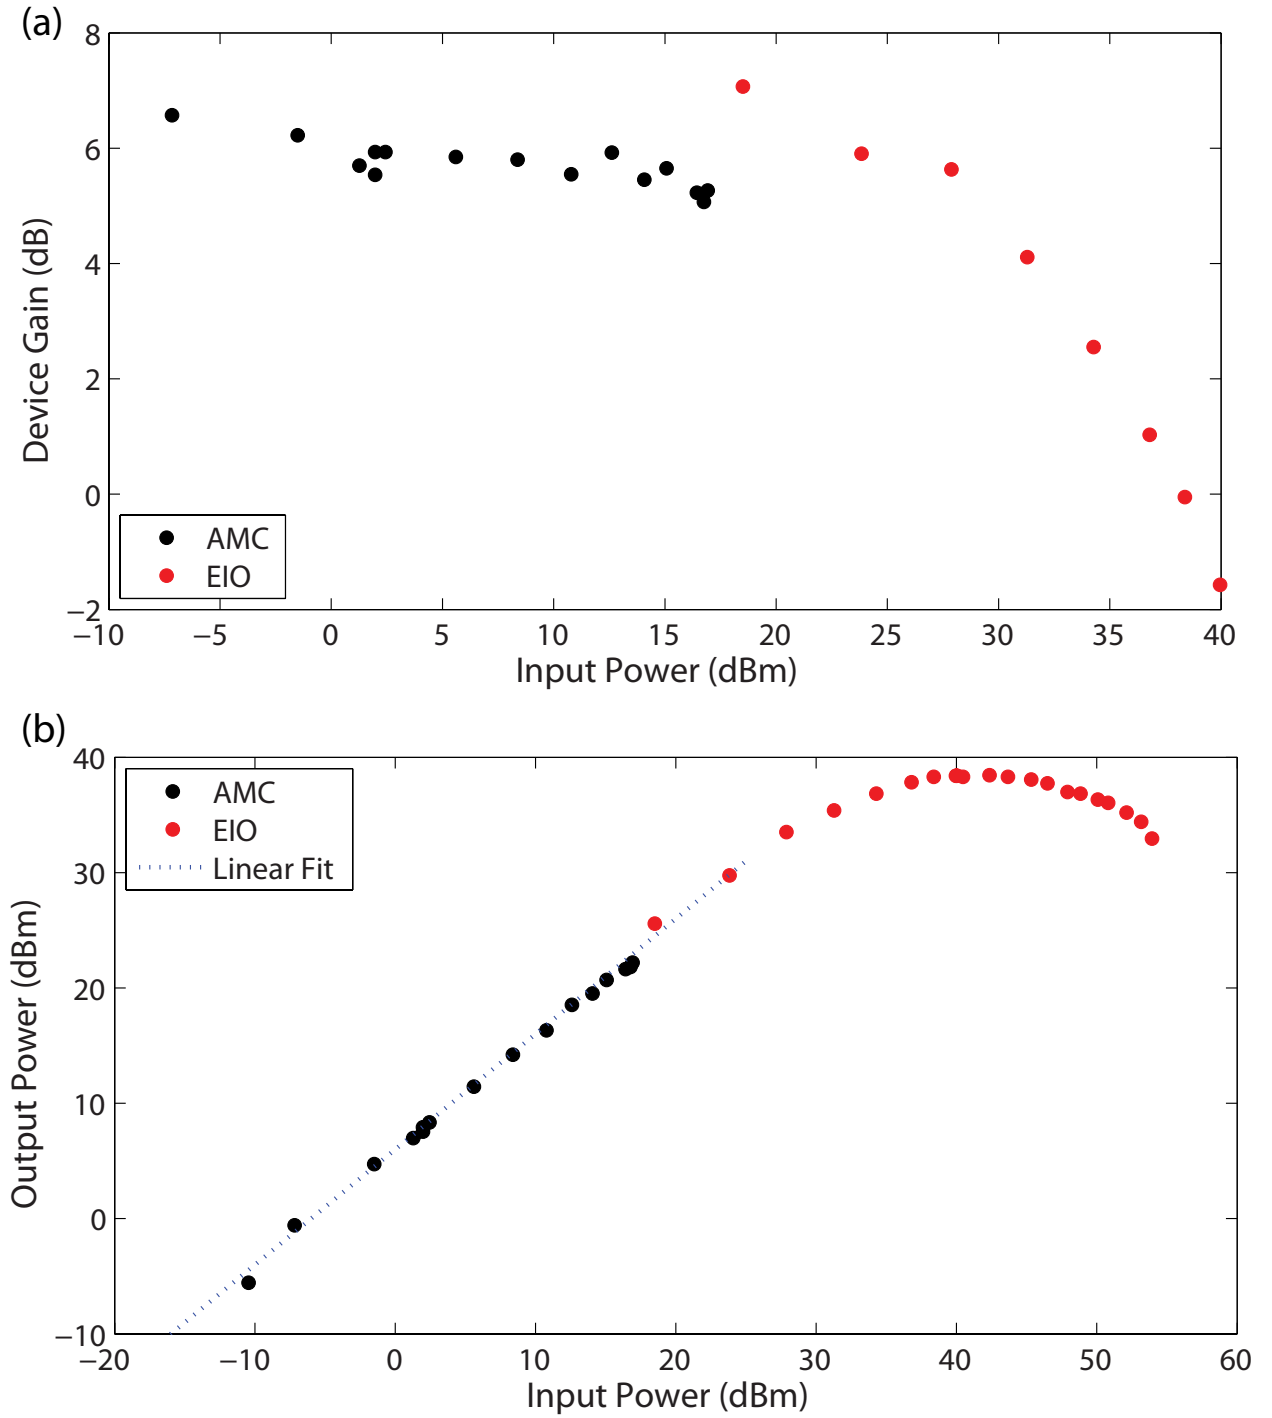 (a)
8
6
4
2
0
−2
Device Gain (dB)
AMC
EIO
−10 −5 0 5 10 15 20 25 30 35 40
Input Power (dBm)
(b)
40
30
20
10
0
−10
Output Power (dBm)
AMC
EIO
Linear Fit
−20 −10 0 10 20 30 40 50 60
Input Power (dBm)